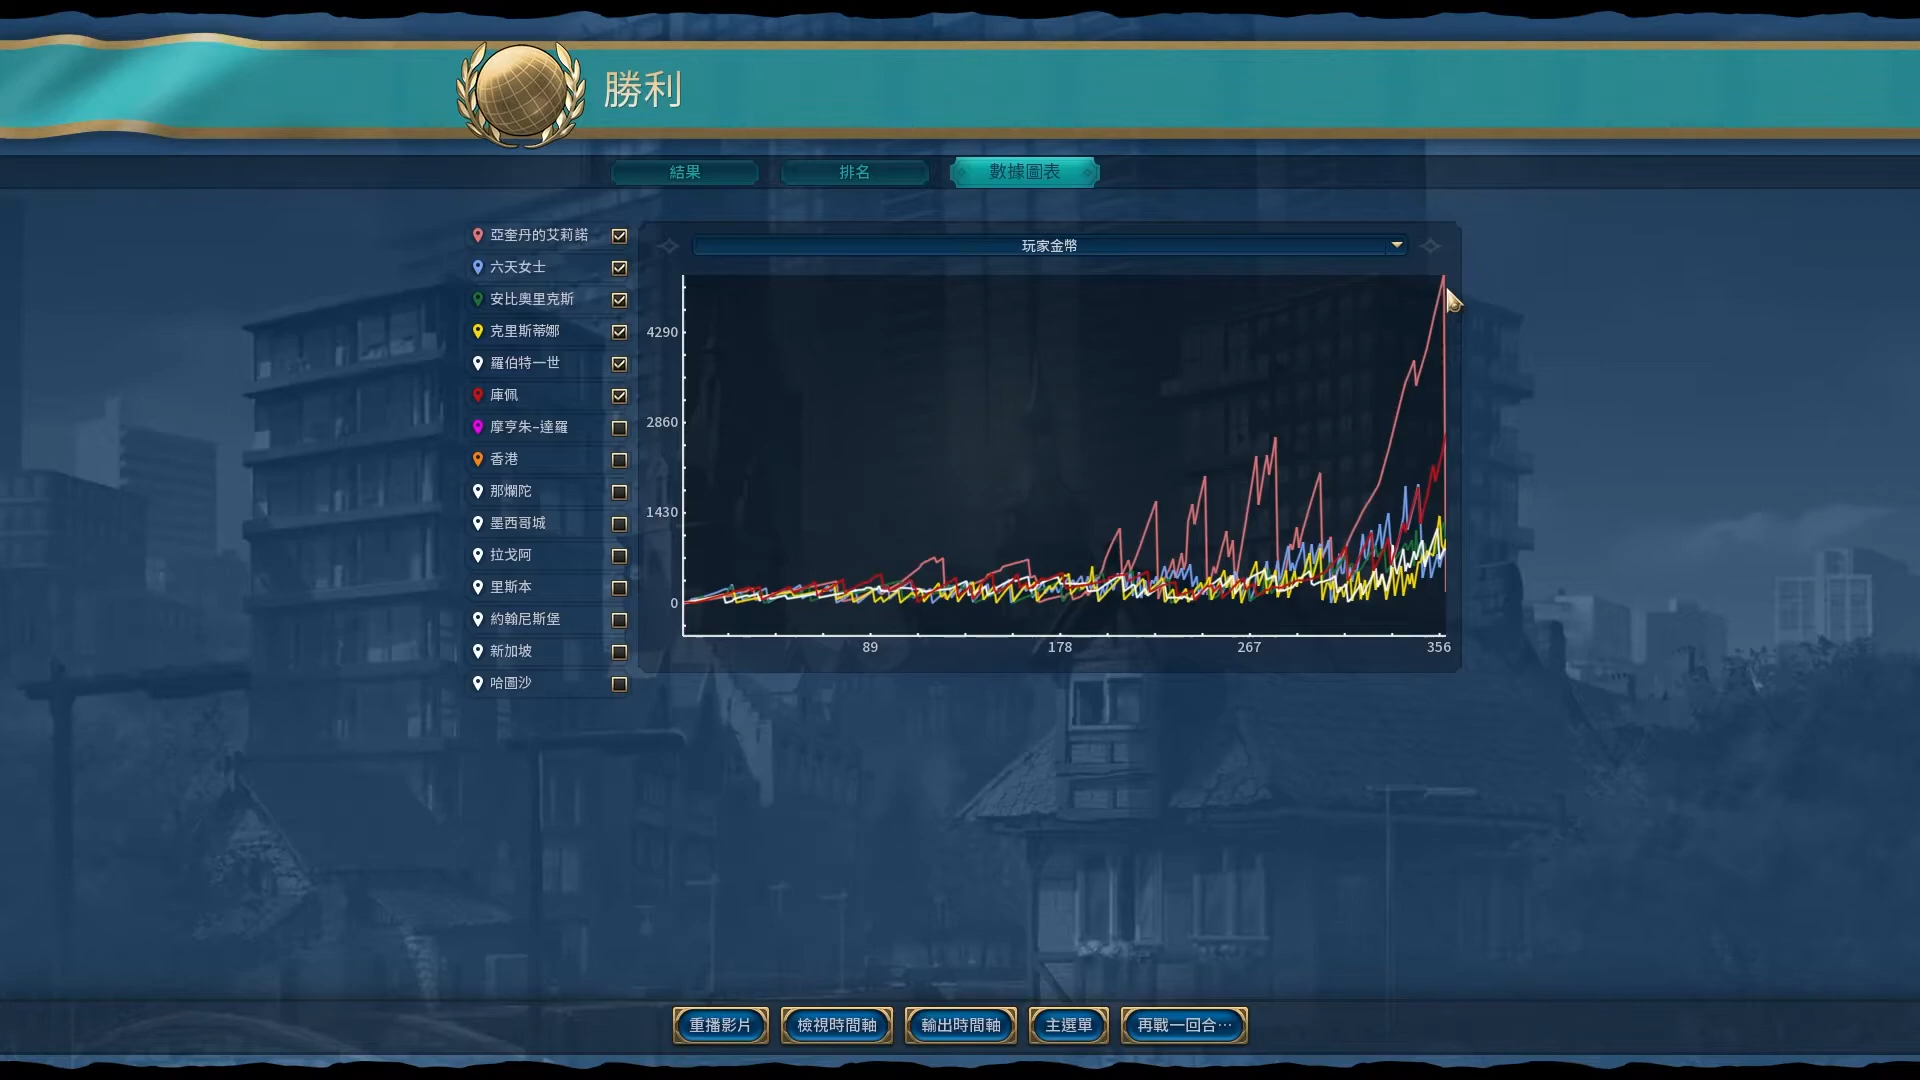 勝利
結果
排名
數據圖表
亞奎丹的艾莉諾
六天女士
安比奧里克斯
克里斯蒂娜
羅伯特一世
庫佩
摩亨朱-達羅
香港
那爛陀
墨西哥城
拉戈阿
里斯本
約翰尼斯堡
新加坡
哈圖沙
玩家金幣
4290
2860
1430
0
89
178
267
356
重播影片
檢視時間軸
輸出時間軸
主選單
再戰一回合…